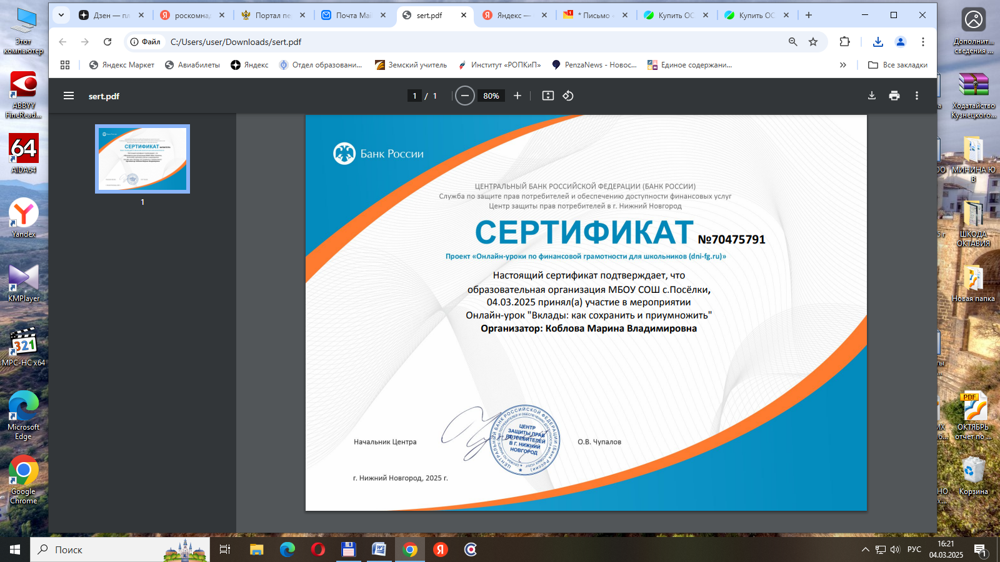 Дзен — пл
роскомнад
Портал пе
Почта Mai
sert.pdf
Яндекс —
* Письмо
Купить ОС
Купить ОС
Файл
C:/Users/user/Downloads/sert.pdf
Яндекс Маркет
Авиабилеты
Яндекс
Отдел образовани...
Земский учитель
Институт «РОПКиП»
PenzaNews - Новос...
Единое содержани...
Все закладки
sert.pdf
1 / 1
80%
1
Банк России
ЦЕНТРАЛЬНЫЙ БАНК РОССИЙСКОЙ ФЕДЕРАЦИИ (БАНК РОССИИ)
Служба по защите прав потребителей и обеспечению доступности финансовых услуг
Центр защиты прав потребителей в г. Нижний Новгород
СЕРТИФИКАТ №70475791
Проект «Онлайн-уроки по финансовой грамотности для школьников (dni-fg.ru)»
Настоящий сертификат подтверждает, что
образовательная организация МБОУ СОШ с.Посёлки,
04.03.2025 принял(а) участие в мероприятии
Онлайн-урок "Вклады: как сохранить и приумножить"
Организатор: Коблова Марина Владимировна
Начальник Центра
ЦЕНТР
ЗАЩИТЫ ПРАВ
ПОТРЕБИТЕЛЕЙ
В Г. НИЖНИЙ
НОВГОРОД
О.В. Чупалов
г. Нижний Новгород, 2025 г.
Этот
компьютер
ABBYY
FineRead...
64
AIDA64
Yandex
KMPlayer
321
MPC-HC x64
Microsoft
Edge
Google
Chrome
Дополнит...
сведения ...
Ходатайство
Кузнецкого...
МИНИНА Ю
В
ШКОДА
ОКТАВИЯ
Новая папка
PDF
ОКТЯБРЬ
отчет по ...
Корзина
Поиск
РУС
16:21
04.03.2025
1